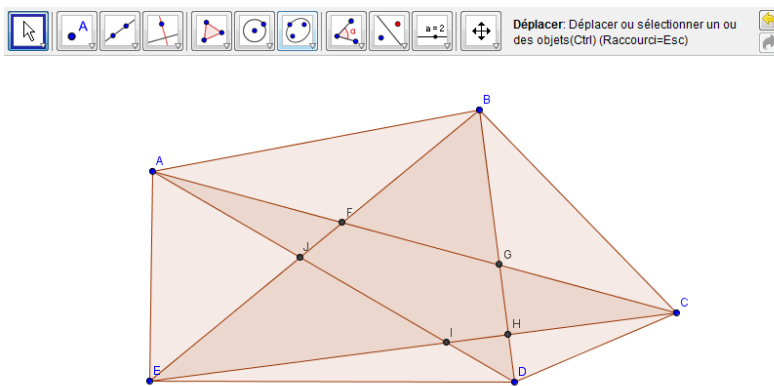 A
α
a = 2
Déplacer: Déplacer ou sélectionner un ou
des objets(Ctrl) (Raccourci=Esc)
B
A
F
J
G
C
H
I
E
D